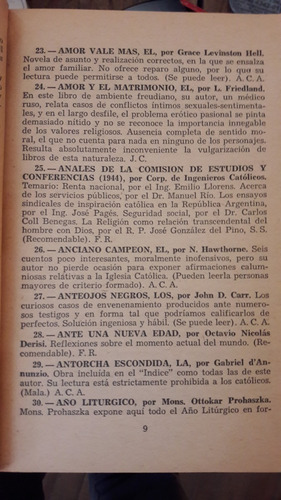 23. — AMOR VALE MAS, EL, por Grace Levinston Hell.
Novela de asunto y realización correctos, en la que se ensalza
el amor familiar. No ofrece reparo alguno, por lo que su
lectura puede permitirse a todos. (Se puede leer). A. C. A.
24. — AMOR Y EL MATRIMONIO, EL, por L. Friedland.
En este libro de ambiente freudiano, su autor, un médico
ruso, relata casos de conflictos íntimos sexuales-sentimenta-
les, y en el largo desfile, el problema erótico pasional se pin-
ta demasiado nítido y no se reconoce la importancia innegable
de los valores religiosos. Ausencia completa de sentido mo-
ral, el que no cuenta para nada en ninguno de los personajes.
Resulta absolutamente inconveniente la vulgarización de
libros de esta naturaleza. J. C.
25. — ANALES DE LA COMISION DE ESTUDIOS Y
CONFERENCIAS (1944), por Corp. de Ingenieros Católicos.
Temario: Renta nacional, por el Ing. Emilio Llorens. Acerca
de los servicios públicos, por el Dr. Manuel Río. Los ensayos
sindicales de inspiración católica en la República Argentina,
por el Ing. José Pagés. Seguridad social, por el Dr. Carlos
Coll Benegas. La Religión como relación transcendental del
hombre con Dios, por el R. P. José González del Pino, S. S.
(Recomendable). F. R.
26. — ANCIANO CAMPEON, EL, por N. Hawthorne. Seis
cuentos poco interesantes, moralmente inofensivos, pero su
autor no pierde ocasión para exponer afirmaciones calum-
niosas relativas a la Iglesia Católica. (Pueden leerla personas
mayores de criterio formado). A. C. A.
27. — ANTEOJOS NEGROS, LOS, por John D. Carr. Los
curiosos casos de envenenamiento producidos ante numero-
sos testigos y en forma tal que podríamos calificarlos de
perfectos. Solución ingeniosa y hábil. (Se puede leer). A. C. A.
28. — ANTE UNA NUEVA EDAD, por Octavio Nicolás
Derisi. Reflexiones sobre el momento actual del mundo. (Re-
comendable). F. R.
29. — ANTORCHA ESCONDIDA, LA, por Gabriel d'An-
nunzio. Obra incluída en el "Indice" como todas las de este
autor. Su lectura está estrictamente prohibida a los católicos.
(Mala.) A. C. A.
30. — AÑO LITURGICO, por Mons. Ottokar Prohaszka.
Mons. Prohaszka expone aquí todo el Año Litúrgico en for-
9